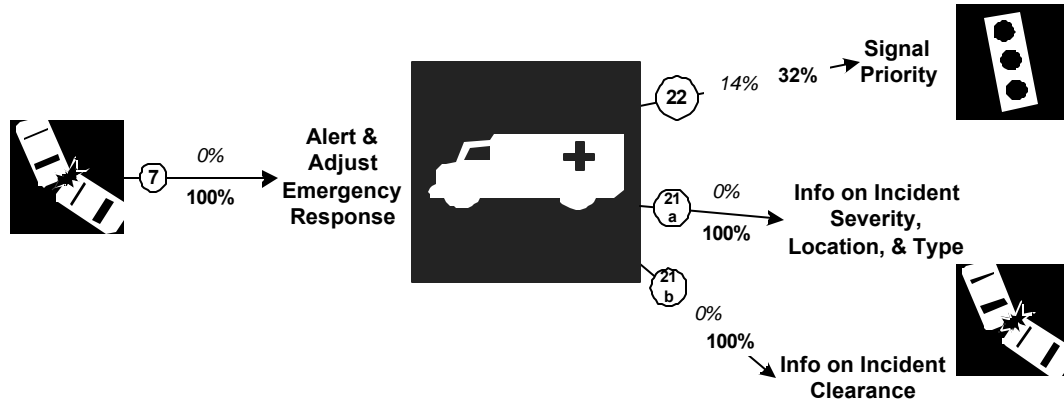 7
0%
100%
Alert &
Adjust
Emergency
Response
22
14%
32%
Signal
Priority
21
a
0%
100%
Info on Incident
Severity,
Location, & Type
21
b
0%
100%
Info on Incident
Clearance